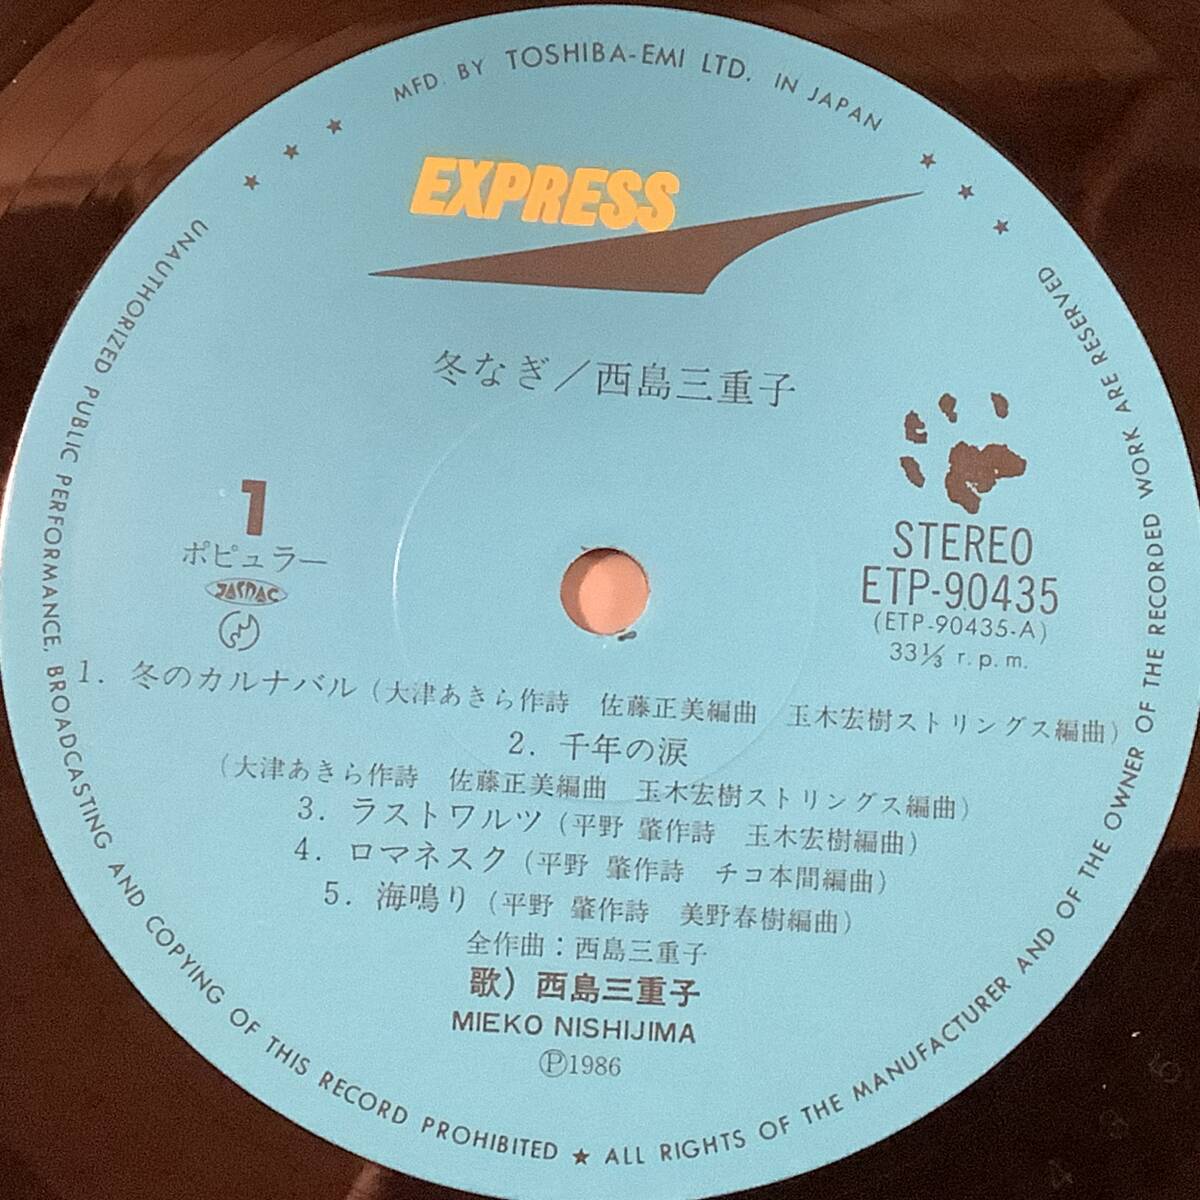 MFD. BY TOSHIBA-EMI LTD. IN JAPAN
EXPRESS
冬なぎ／西島三重子
1
ポピュラー
JASRAC
STEREO
ETP-90435
(ETP-90435-A)
33⅓ r.p.m.
1. 冬のカルナバル (大津あきら作詩 佐藤正美編曲 玉木宏樹ストリングス編曲)
2. 千年の涙
(大津あきら作詩 佐藤正美編曲 玉木宏樹ストリングス編曲)
3. ラストワルツ (平野 肇作詩 玉木宏樹編曲)
4. ロマネスク (平野 肇作詩 チコ本間編曲)
5. 海鳴り (平野 肇作詩 美野春樹編曲)
全作曲：西島三重子
歌) 西島三重子
MIEKO NISHIJIMA
Ⓟ1986
UNAUTHORIZED PUBLIC PERFORMANCE, BROADCASTING AND COPYING OF THIS RECORD PROHIBITED ★ ALL RIGHTS OF THE MANUFACTURER AND OF THE OWNER OF THE RECORDED WORK ARE RESERVED